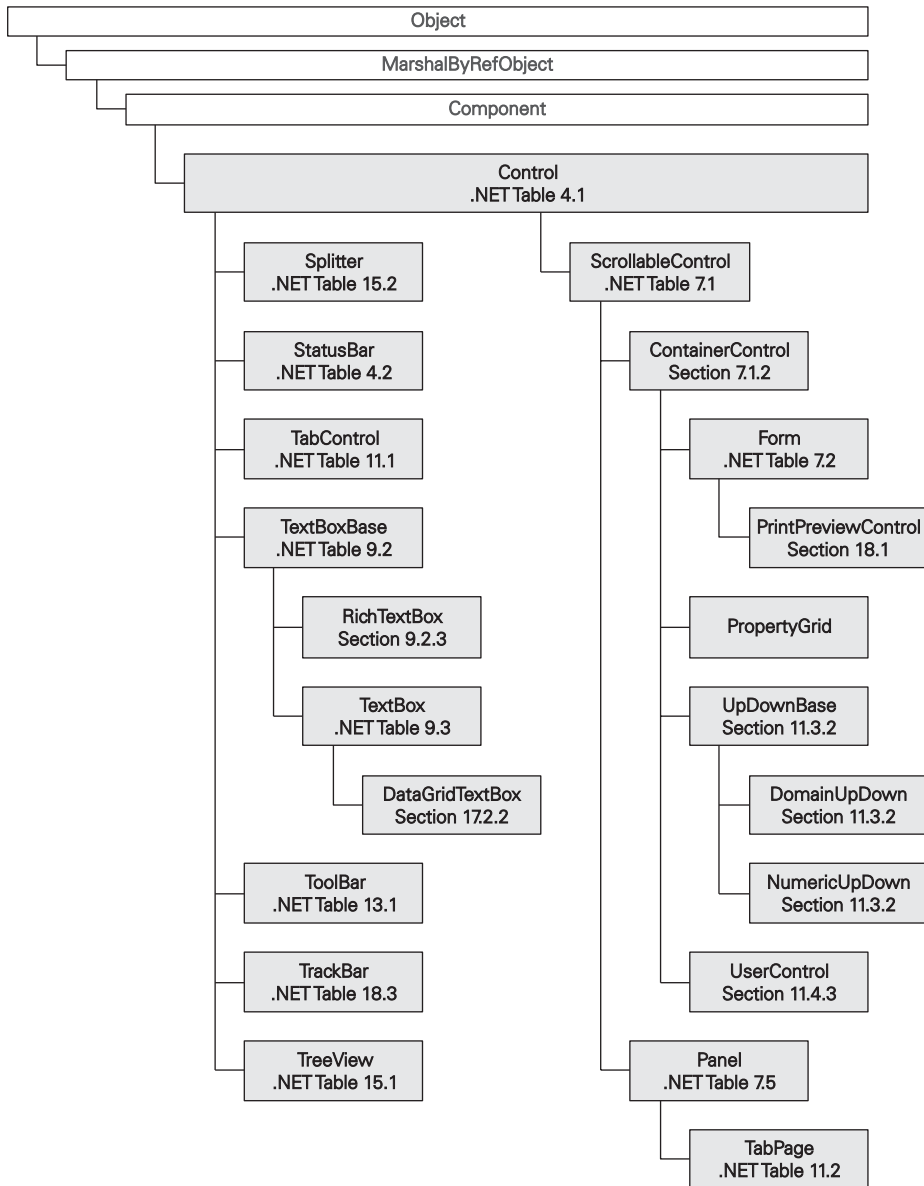 Object
MarshalByRefObject
Component
Control
.NET Table 4.1
Splitter
.NET Table 15.2
StatusBar
.NET Table 4.2
TabControl
.NET Table 11.1
TextBoxBase
.NET Table 9.2
RichTextBox
Section 9.2.3
TextBox
.NET Table 9.3
DataGridTextBox
Section 17.2.2
ToolBar
.NET Table 13.1
TrackBar
.NET Table 18.3
TreeView
.NET Table 15.1
ScrollableControl
.NET Table 7.1
ContainerControl
Section 7.1.2
Form
.NET Table 7.2
PrintPreviewControl
Section 18.1
PropertyGrid
UpDownBase
Section 11.3.2
DomainUpDown
Section 11.3.2
NumericUpDown
Section 11.3.2
UserControl
Section 11.4.3
Panel
.NET Table 7.5
TabPage
.NET Table 11.2